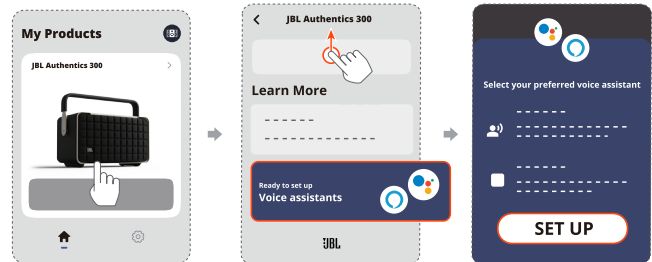 My Products
JBL Authentics 300
JBL
JBL Authentics 300
Learn More
Ready to set up
Voice assistants
JBL
Select your preferred voice assistant
SET UP